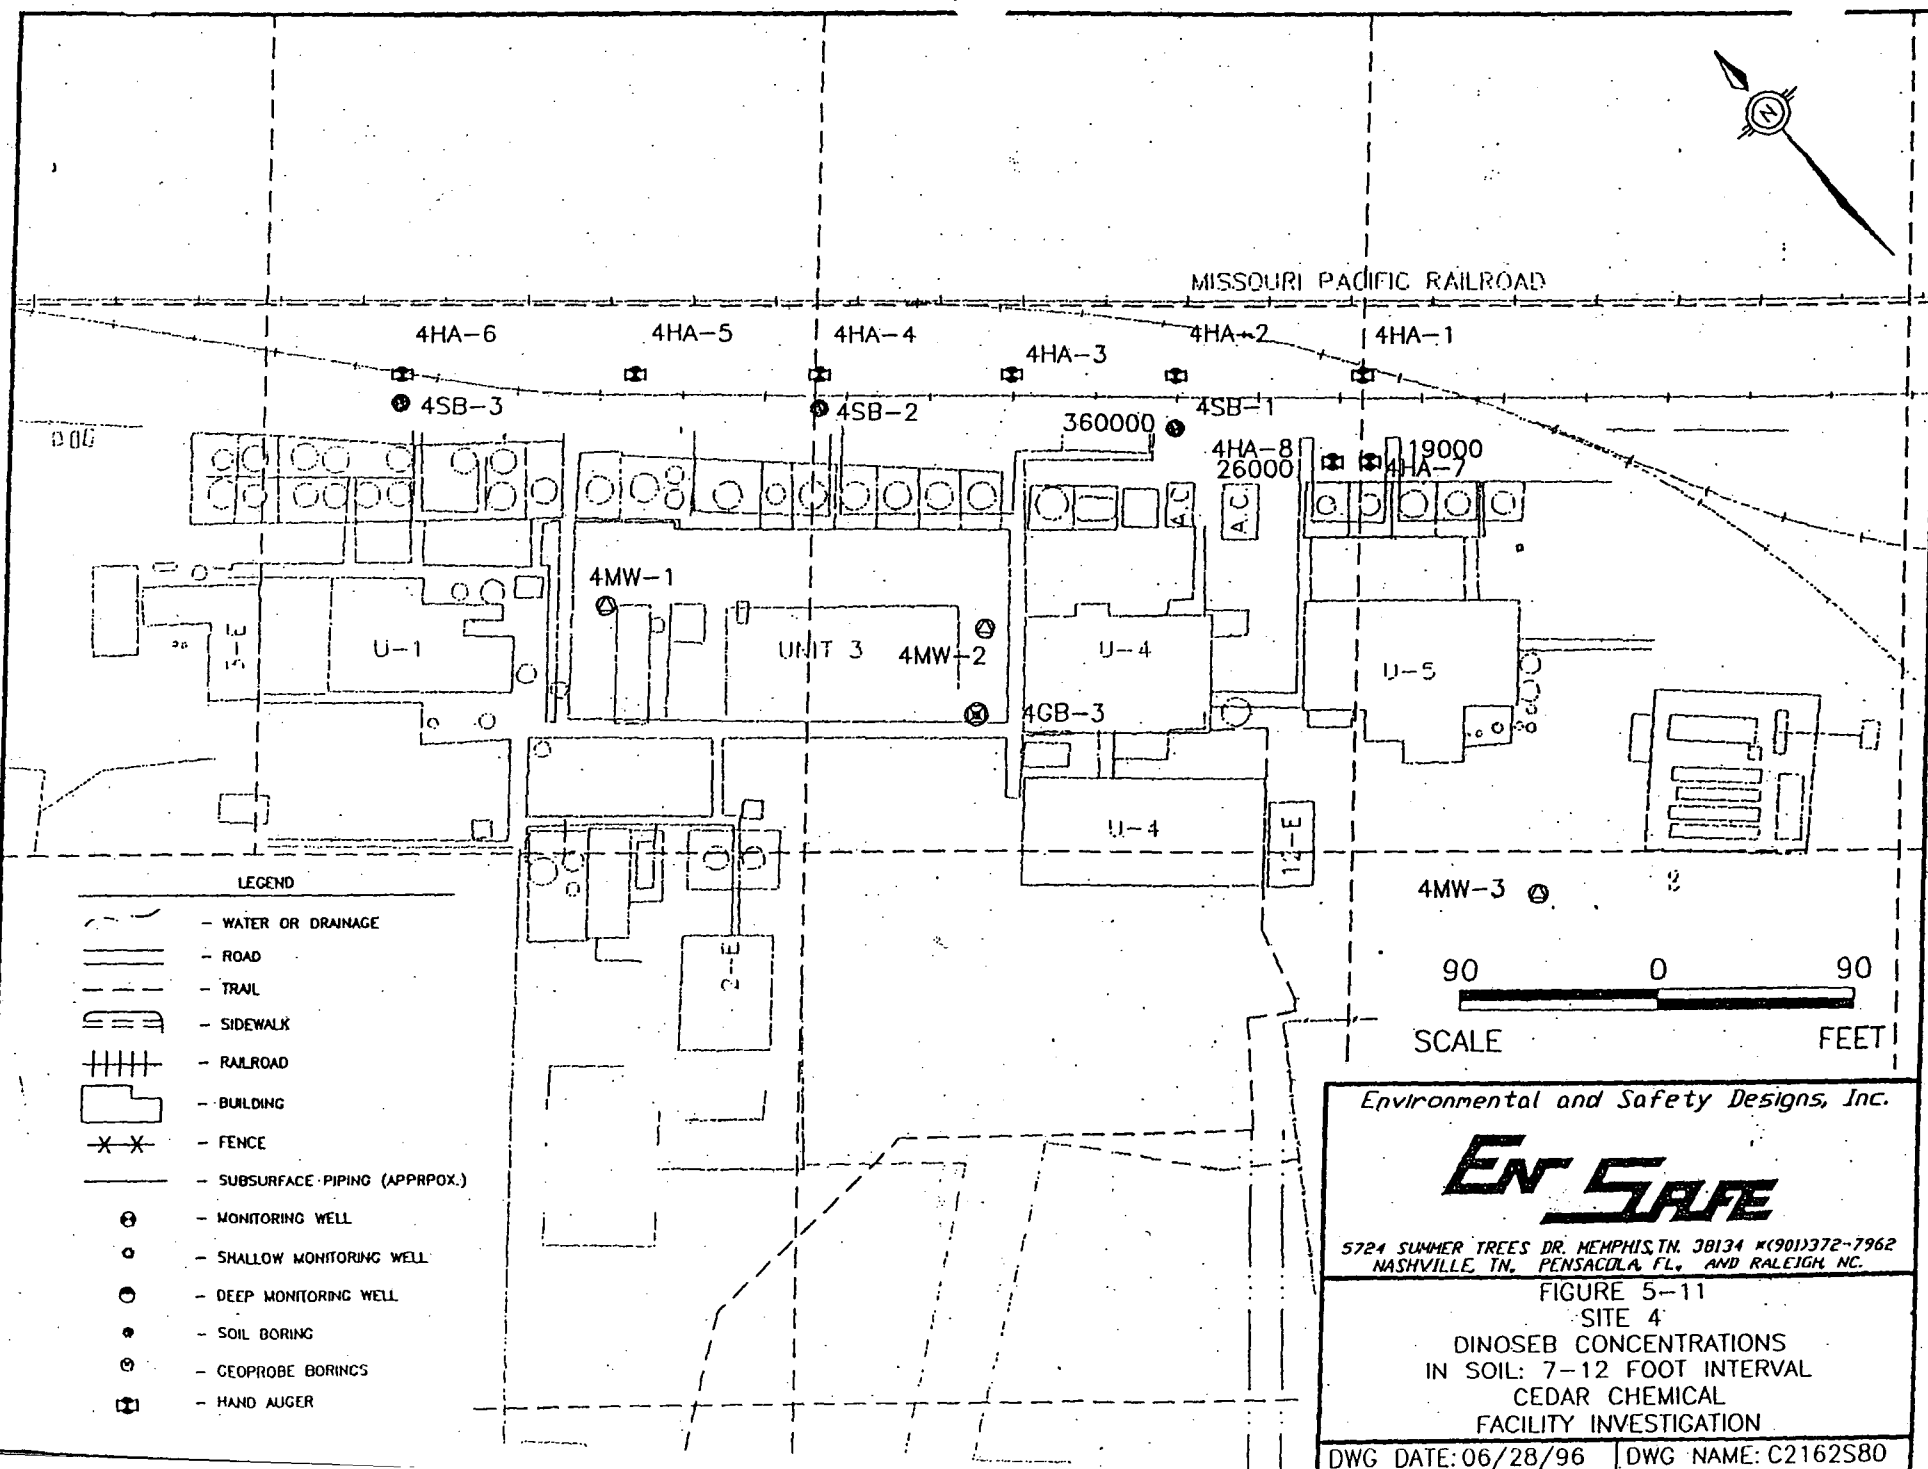 N
MISSOURI PACIFIC RAILROAD
4HA-6
4HA-5
4HA-4
4HA-3
4HA-2
4HA-1
4SB-3
4SB-2
4SB-1
360000
4HA-8
26000
19000
4HA-7
A.C
A.C
4MW-1
U-1
UNIT 3
4MW-2
U-4
U-5
4GB-3
U-4
12-E
2-E
4MW-3
90 0 90
SCALE FEET
LEGEND
- WATER OR DRAINAGE
- ROAD
- TRAIL
- SIDEWALK
- RAILROAD
- BUILDING
- FENCE
- SUBSURFACE PIPING (APPRPOX.)
- MONITORING WELL
- SHALLOW MONITORING WELL
- DEEP MONITORING WELL
- SOIL BORING
- GEOPROBE BORINGS
- HAND AUGER
Environmental and Safety Designs, Inc.
EN SAFE
5724 SUMMER TREES DR. MEMPHIS, TN. 38134 *(901)372-7962
NASHVILLE, TN. PENSACOLA, FL. AND RALEIGH, NC.
FIGURE 5-11
SITE 4
DINOSEB CONCENTRATIONS
IN SOIL: 7-12 FOOT INTERVAL
CEDAR CHEMICAL
FACILITY INVESTIGATION
DWG DATE: 06/28/96 DWG NAME: C2162S80